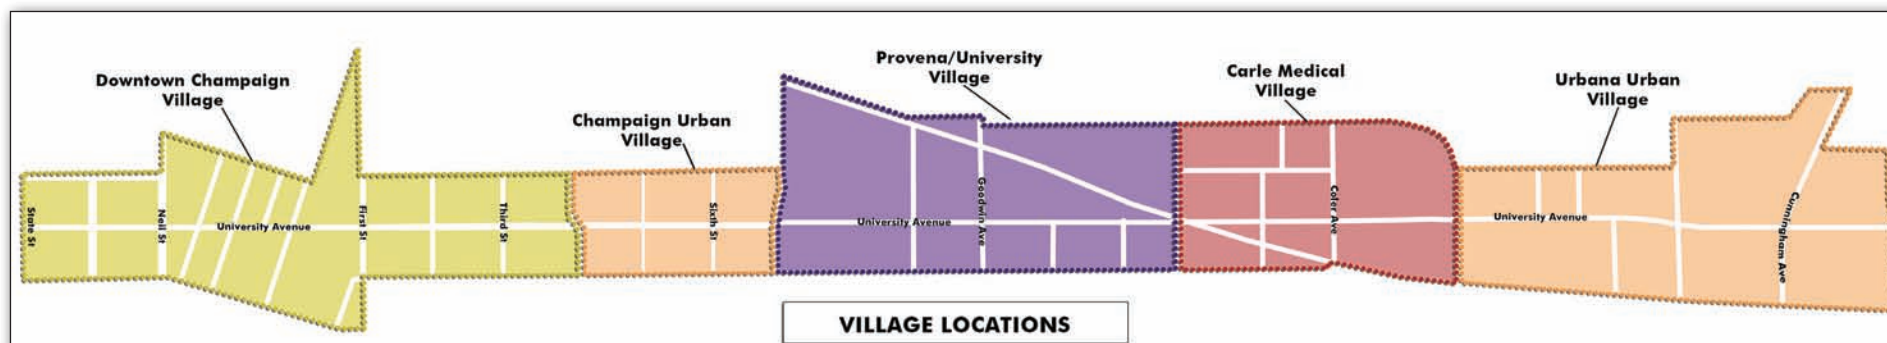 Downtown Champaign
Village
Champaign Urban
Village
Provena/University
Village
Carle Medical
Village
Urbana Urban
Village
State St
Neil St
University Avenue
First St
Third St
Sixth St
University Avenue
Goodwin Ave
Coler Ave
University Avenue
Cunningham Ave
VILLAGE LOCATIONS